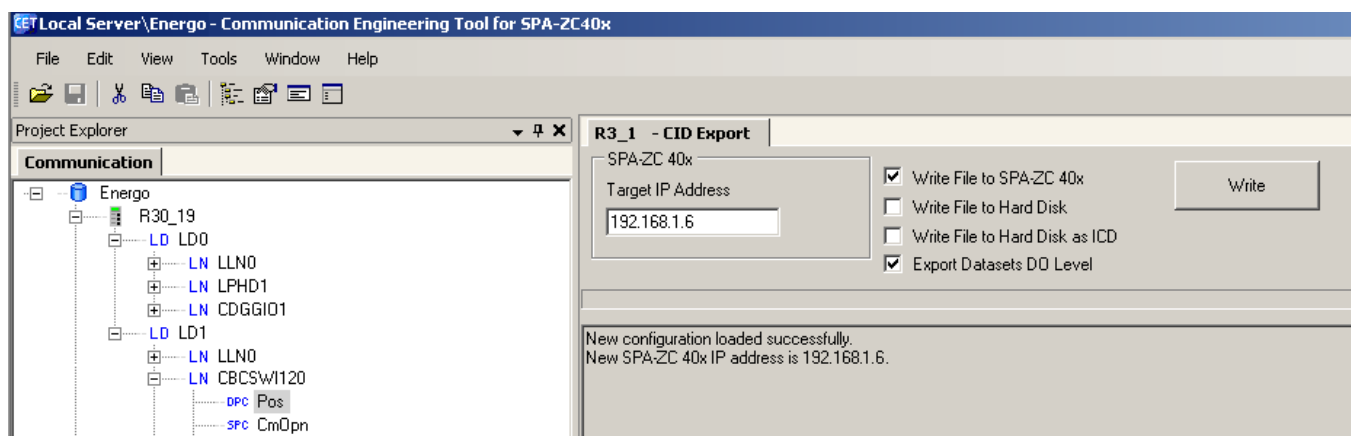 CET Local Server\Energo - Communication Engineering Tool for SPA-ZC40x
File Edit View Tools Window Help
Project Explorer
Communication
Energo
R30_19
LD LD0
LN LLN0
LN LPHD1
LN CDGGIO1
LD LD1
LN LLN0
LN CBCSWI120
DPC Pos
SPC CmOpn
R3_1 - CID Export
SPA-ZC 40x
Target IP Address
192.168.1.6
Write File to SPA-ZC 40x
Write File to Hard Disk
Write File to Hard Disk as ICD
Export Datasets DO Level
Write
New configuration loaded successfully.
New SPA-ZC 40x IP address is 192.168.1.6.